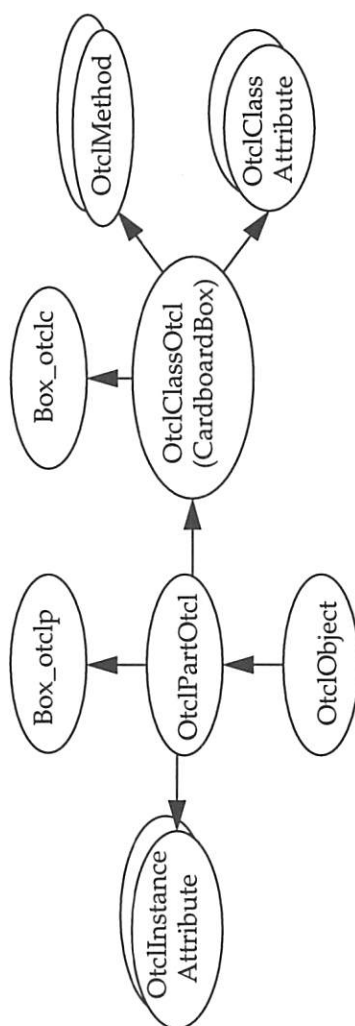 Box_otclp
Box_otclc
OtclMethod
OtclInstance
Attribute
OtclPartOtcl
OtclClassOtcl
(CardboardBox)
OtclClass
Attribute
OtclObject